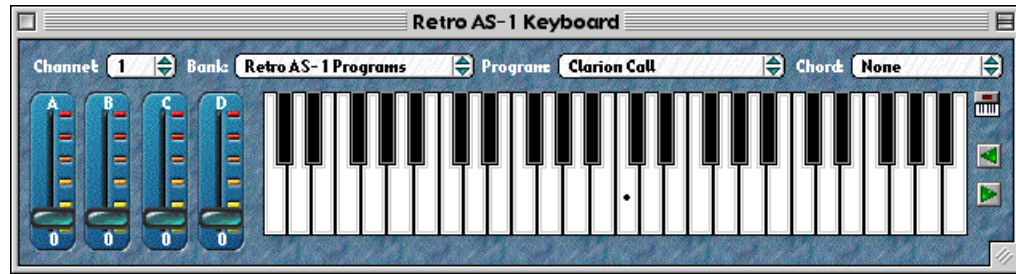 Retro AS-1 Keyboard
Channel: 1 Bank: Retro AS-1 Programs Program: Clarion Call Chord: None
A B C D
0 0 0 0